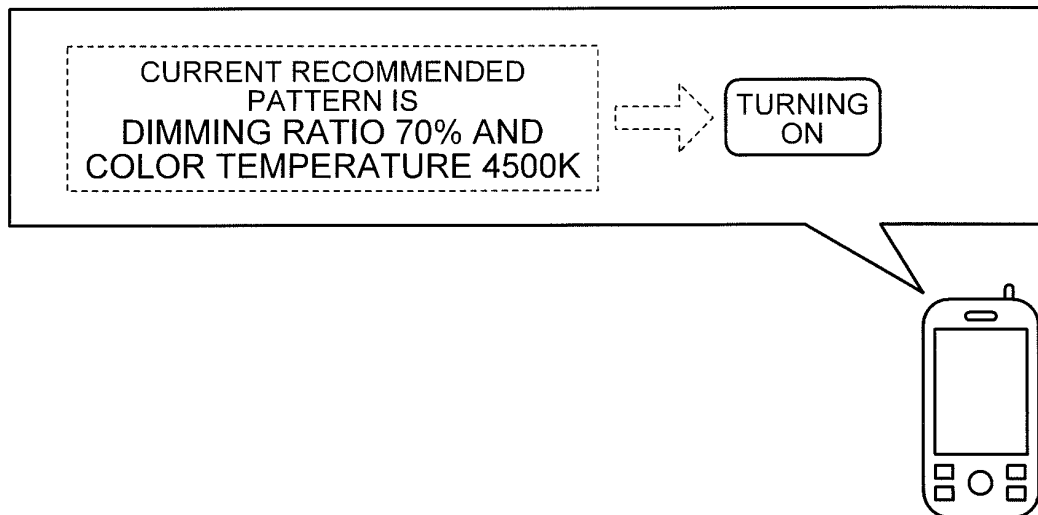 CURRENT RECOMMENDED
PATTERN IS
DIMMING RATIO 70% AND
COLOR TEMPERATURE 4500K
TURNING
ON